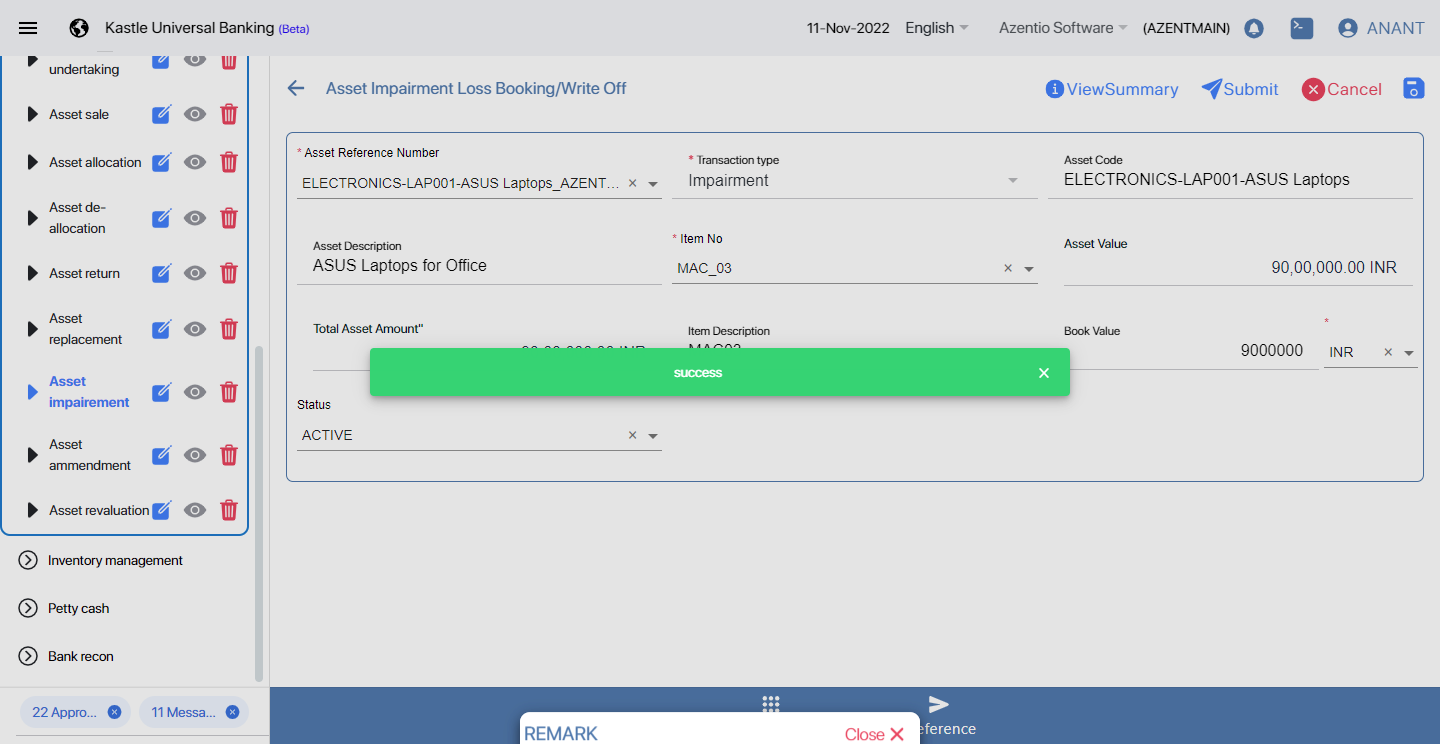 Kastle Universal Banking (Beta)
11-Nov-2022 English Azentio Software (AZENTMAIN) ANANT
undertaking
Asset sale
Asset allocation
Asset de-
allocation
Asset return
Asset
replacement
Asset
impairement
Asset
ammendment
Asset revaluation
Inventory management
Petty cash
Bank recon
22 Appro...
11 Messa...
Asset Impairment Loss Booking/Write Off
ViewSummary Submit Cancel
* Asset Reference Number
ELECTRONICS-LAP001-ASUS Laptops_AZENT...
* Transaction type
Impairment
Asset Code
ELECTRONICS-LAP001-ASUS Laptops
Asset Description
ASUS Laptops for Office
* Item No
MAC_03
Asset Value
90,00,000.00 INR
Total Asset Amount"
Item Description
MAC03
Book Value
9000000
*
INR
success
Status
ACTIVE
REMARK
Close
eference